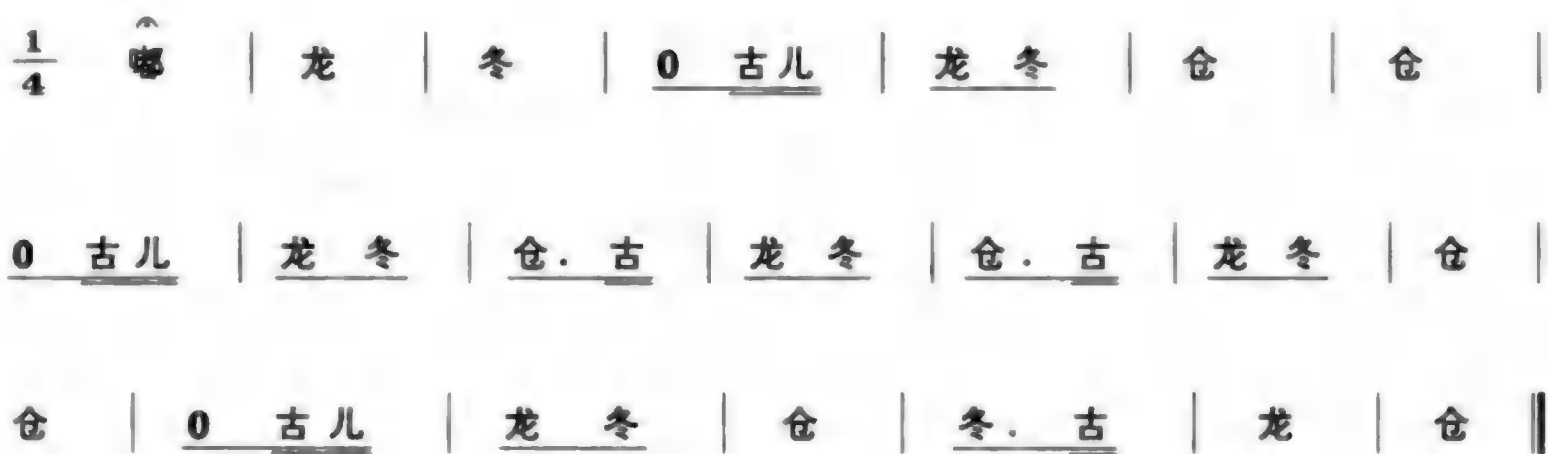 1/4 嘟 | 龙 | 冬 | 0 古儿 | 龙 冬 | 仓 | 仓 |
0 古儿 | 龙 冬 | 仓. 古 | 龙 冬 | 仓. 古 | 龙 冬 | 仓 |
仓 | 0 古儿 | 龙 冬 | 仓 | 冬. 古 | 龙 | 仓 ‖